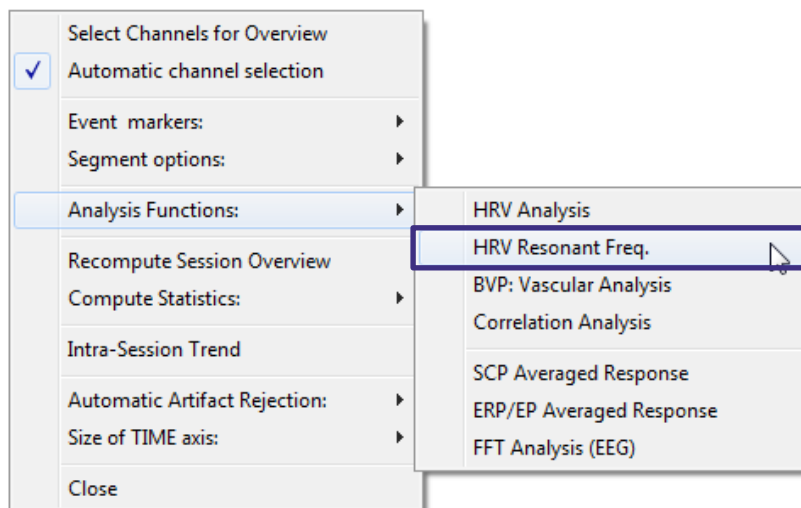 Select Channels for Overview
Automatic channel selection
Event  markers:
Segment options:
Analysis Functions:
Recompute Session Overview
Compute Statistics:
Intra-Session Trend
Automatic Artifact Rejection:
Size of TIME axis:
Close
HRV Analysis
HRV Resonant Freq.
BVP: Vascular Analysis
Correlation Analysis
SCP Averaged Response
ERP/EP Averaged Response
FFT Analysis (EEG)